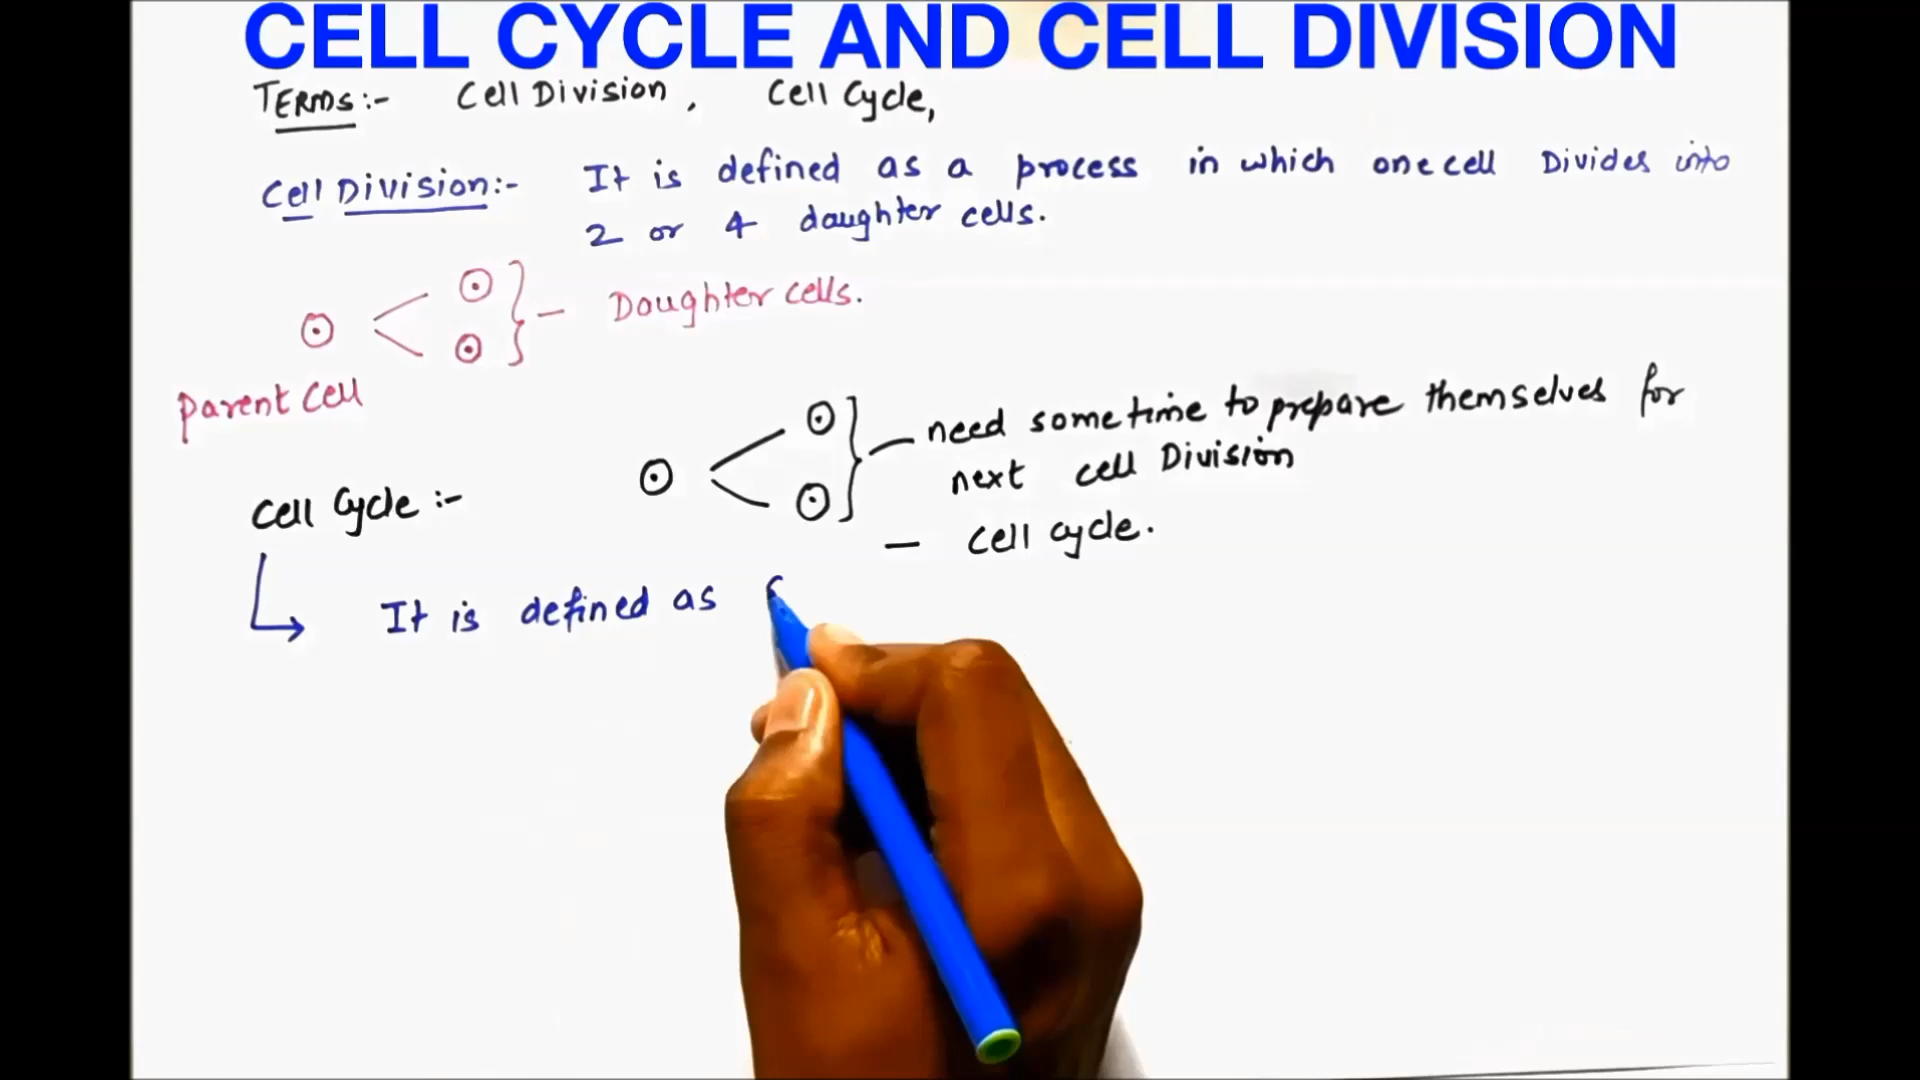 CELL CYCLE AND CELL DIVISION
TERMS:- Cell Division, Cell Cycle,
Cell Division:- It is defined as a process in which one cell Divides into
2 or 4 daughter cells.
Daughter cells.
Parent Cell
need some time to prepare themselves for
next cell Division
Cell Cycle:-
- cell cycle.
It is defined as